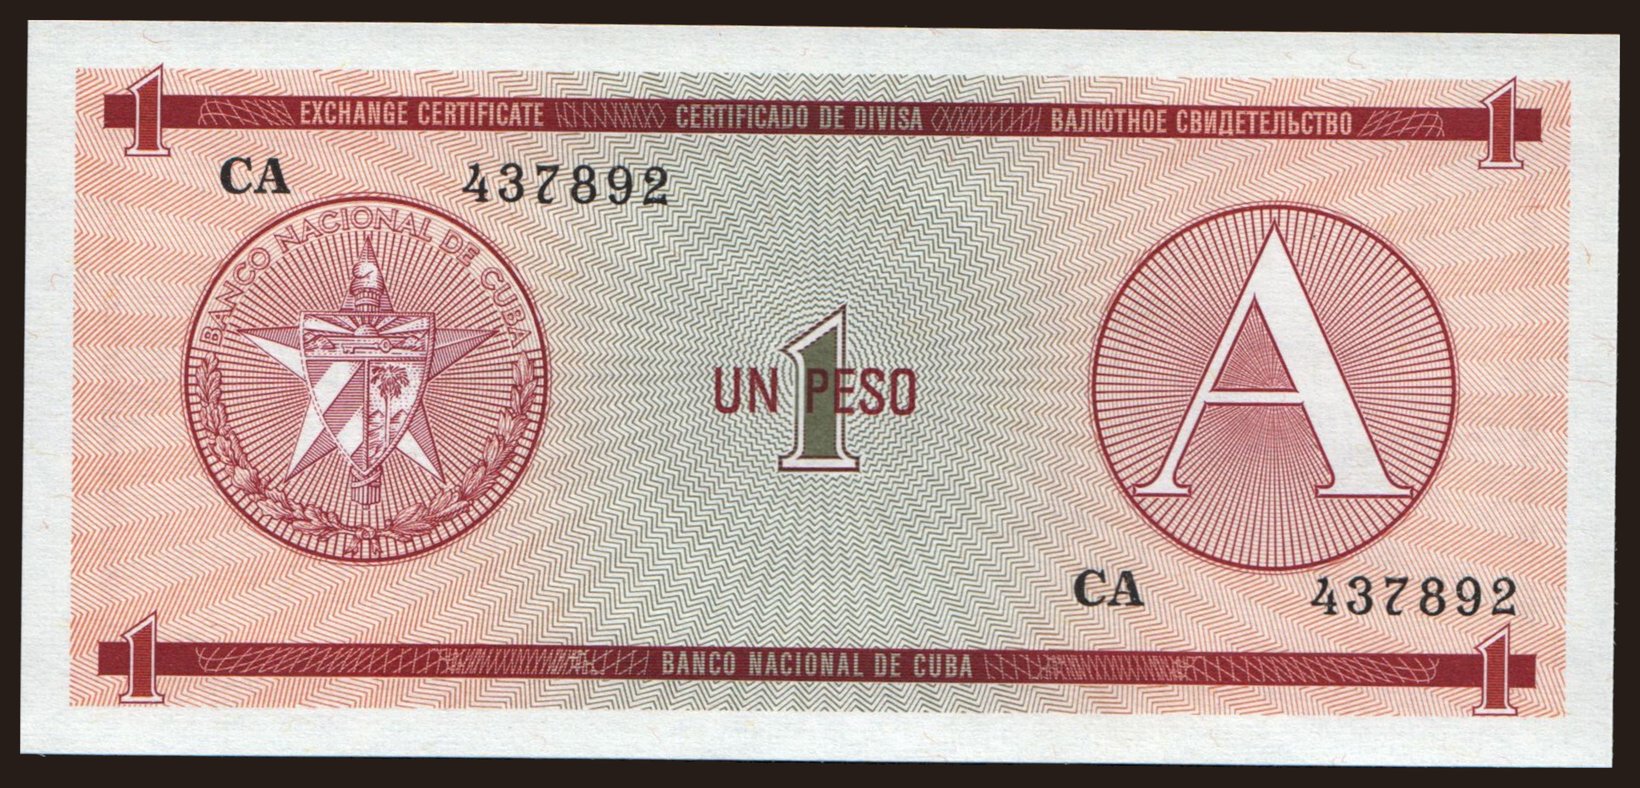 1 EXCHANGE CERTIFICATE CERTIFICADO DE DIVISA ВАЛЮТНОЕ СВИДЕТЕЛЬСТВО 1
CA 437892
BANCO NACIONAL DE CUBA
UN 1 PESO
A
CA 437892
1 BANCO NACIONAL DE CUBA 1